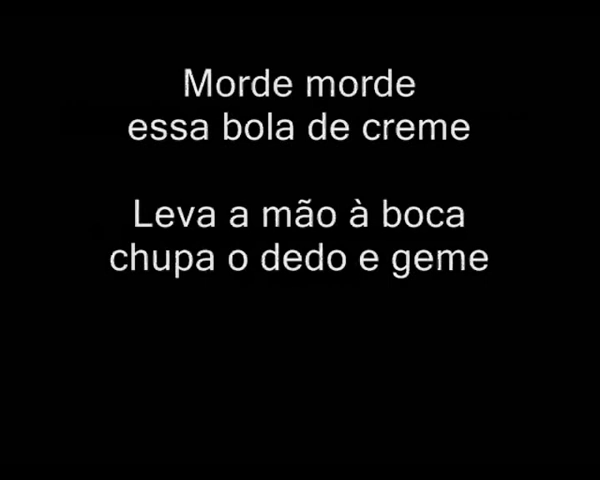 Morde morde
essa bola de creme
Leva a mão à boca
chupa o dedo e geme